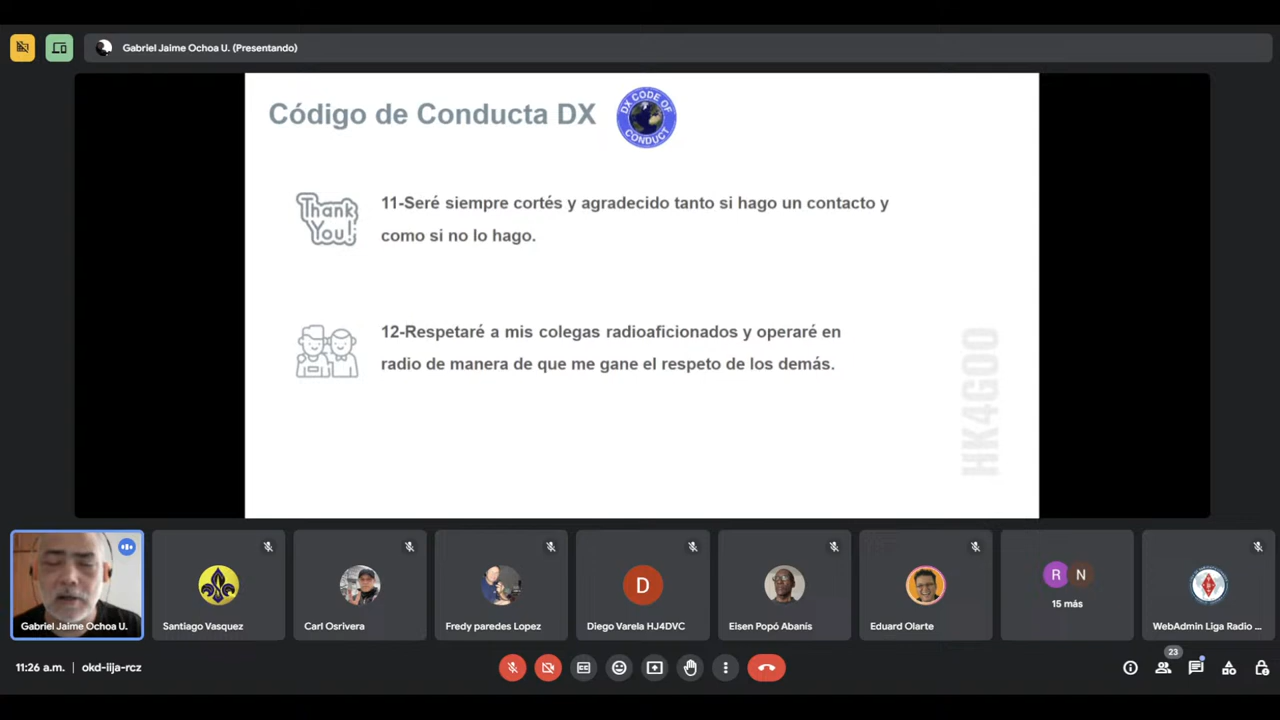 Gabriel Jaime Ochoa U. (Presentando)
Código de Conducta DX
DX CODE OF
CONDUCT
Thank
You!
11-Seré siempre cortés y agradecido tanto si hago un contacto y
como si no lo hago.
12-Respetaré a mis colegas radioaficionados y operaré en
radio de manera de que me gane el respeto de los demás.
HK4GOO
Gabriel Jaime Ochoa U.
Santiago Vasquez
Carl Osrivera
Fredy paredes Lopez
D
Diego Varela HJ4DVC
Eisen Popó Abanís
Eduard Olarte
R N
15 más
WebAdmin Liga Radio ...
11:26 a.m. | okd-iija-rcz
23